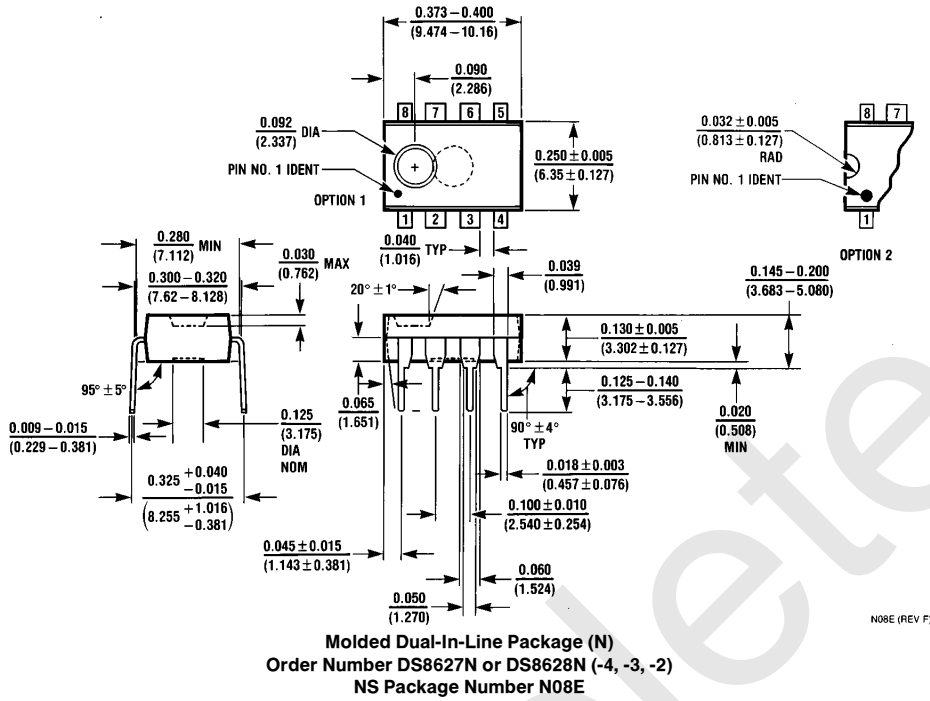 0.373 – 0.400
(9.474 – 10.16)
0.090
(2.286)
8 7 6 5
0.092 DIA
(2.337)
PIN NO. 1 IDENT
OPTION 1
1 2 3 4
0.250 ± 0.005
(6.35 ± 0.127)
0.032 ± 0.005
(0.813 ± 0.127)
RAD
PIN NO. 1 IDENT
8 7
1
OPTION 2
0.280 MIN
(7.112)
0.300 – 0.320
(7.62 – 8.128)
0.030 MAX
(0.762)
0.040 TYP
(1.016)
0.039
(0.991)
20° ± 1°
0.145 – 0.200
(3.683 – 5.080)
0.130 ± 0.005
(3.302 ± 0.127)
0.125 – 0.140
(3.175 – 3.556)
0.020
(0.508)
MIN
95° ± 5°
0.009 – 0.015
(0.229 – 0.381)
0.125
(3.175)
DIA
NOM
0.325 +0.040 –0.015
(8.255 +1.016 –0.381)
0.065
(1.651)
90° ± 4°
TYP
0.018 ± 0.003
(0.457 ± 0.076)
0.100 ± 0.010
(2.540 ± 0.254)
0.045 ± 0.015
(1.143 ± 0.381)
0.060
(1.524)
0.050
(1.270)
N08E (REV F)
Molded Dual-In-Line Package (N)
Order Number DS8627N or DS8628N (-4, -3, -2)
NS Package Number N08E
lete